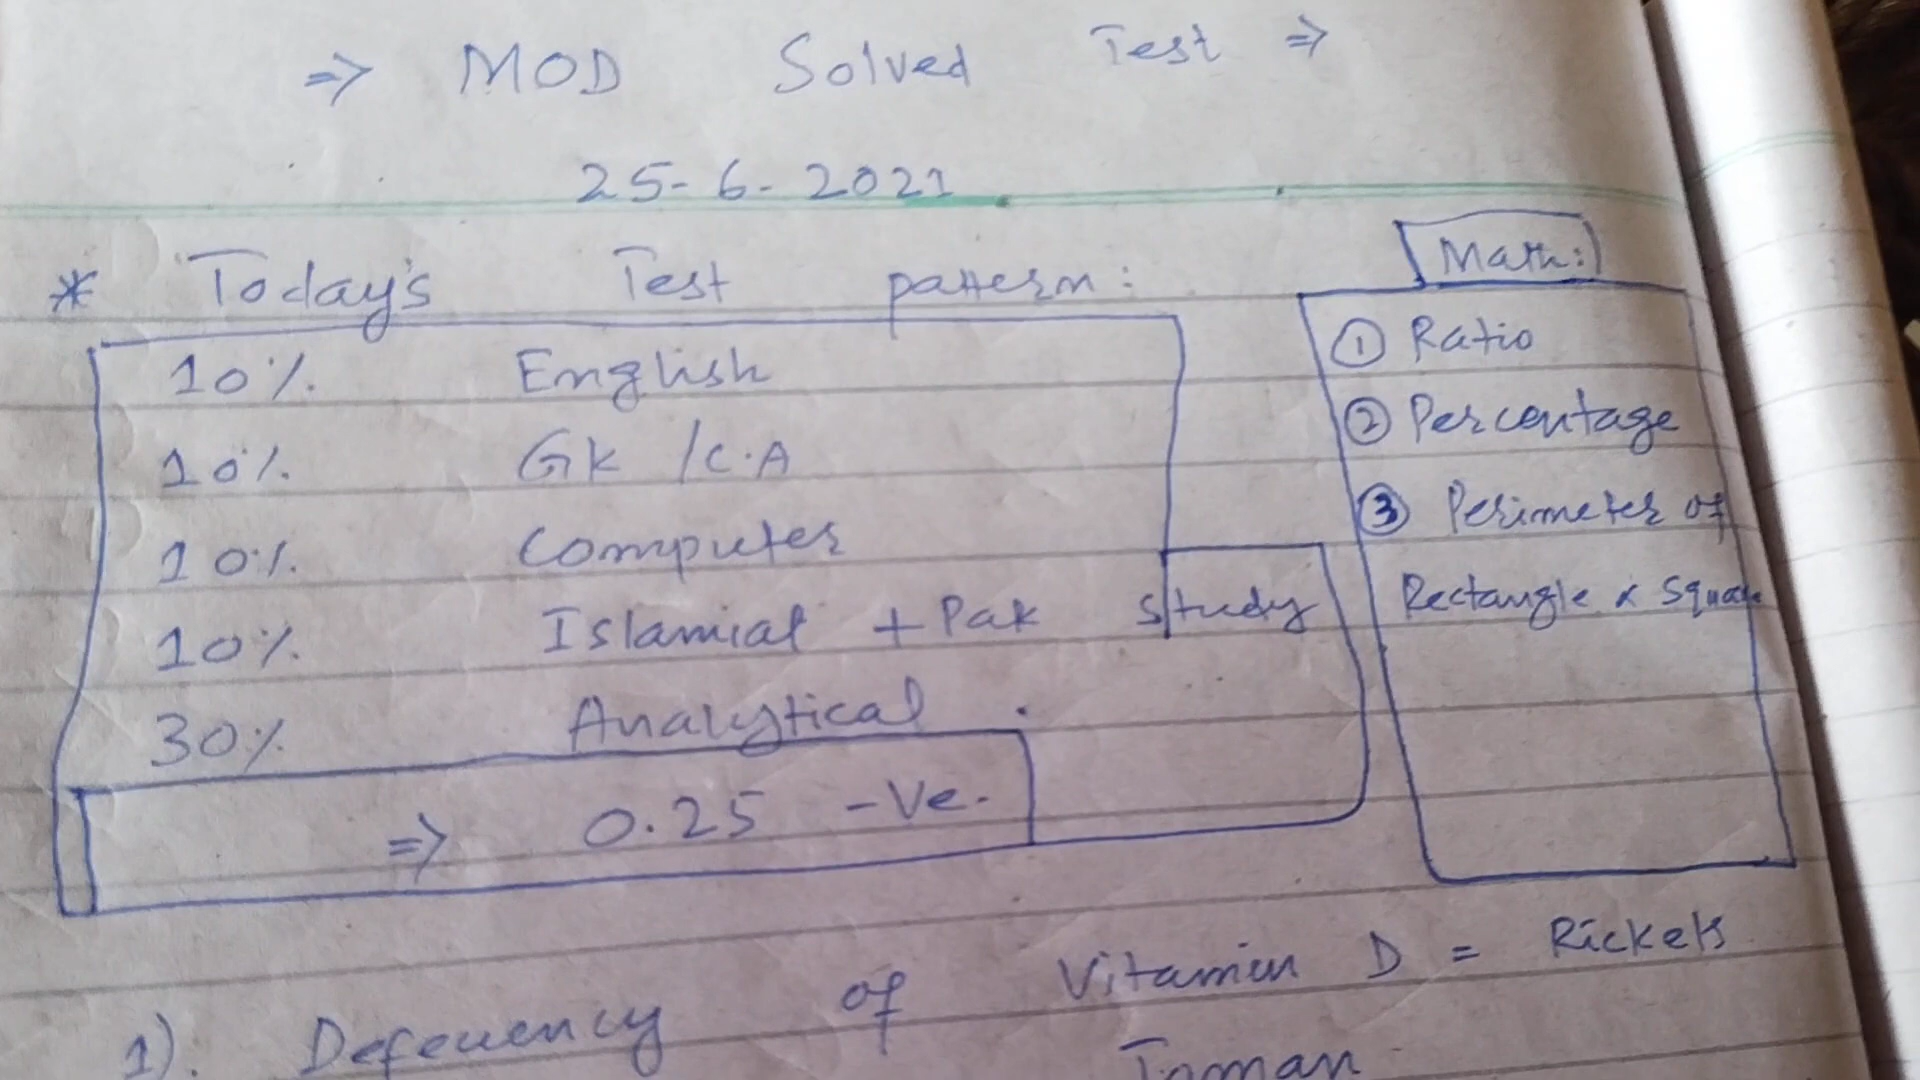 ⇒ MOD Solved Test ⇒
25-6-2021
* Today's Test pattern:
10% English
10% GK /C.A
10% Computer
10% Islamiat + Pak Study
30% Analytical.
⇒ 0.25 -Ve.
Math:
① Ratio
② Percentage
③ Perimeter of
Rectangle & Square
1). Defeuency of Vitamin D = Rickets